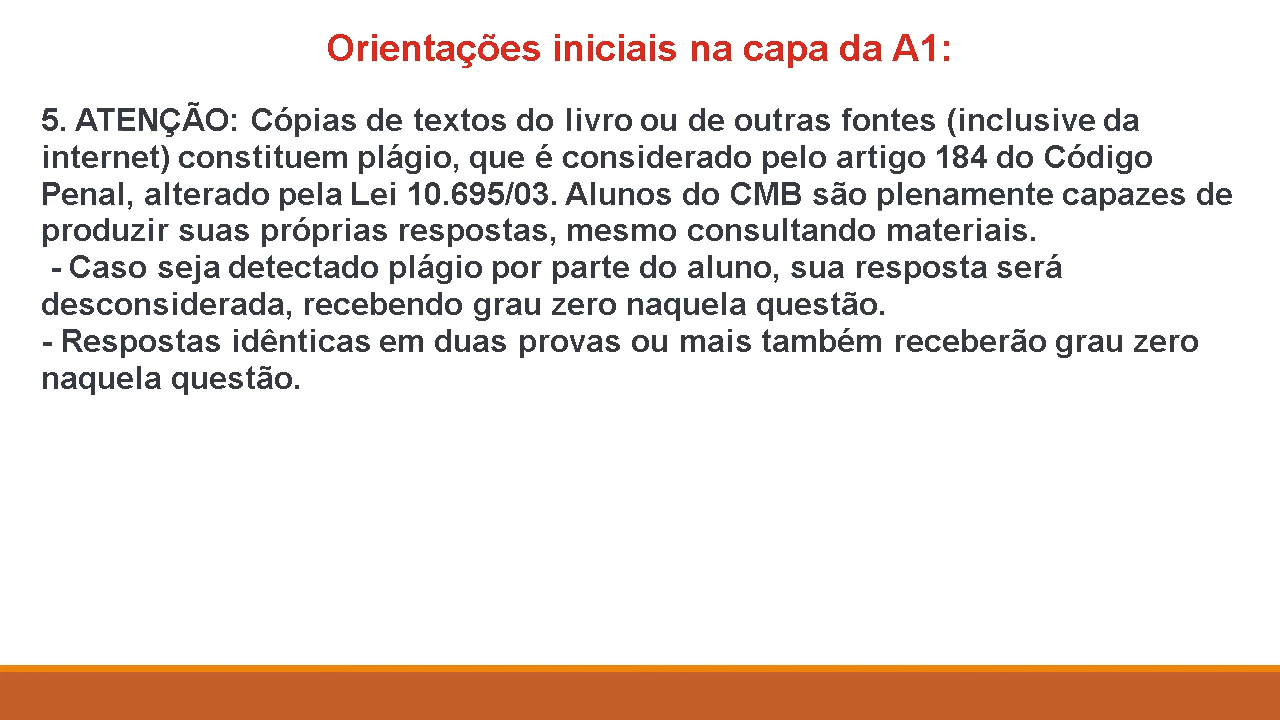 Orientações iniciais na capa da A1:
5. ATENÇÃO: Cópias de textos do livro ou de outras fontes (inclusive da
internet) constituem plágio, que é considerado pelo artigo 184 do Código
Penal, alterado pela Lei 10.695/03. Alunos do CMB são plenamente capazes de
produzir suas próprias respostas, mesmo consultando materiais.
- Caso seja detectado plágio por parte do aluno, sua resposta será
desconsiderada, recebendo grau zero naquela questão.
- Respostas idênticas em duas provas ou mais também receberão grau zero
naquela questão.